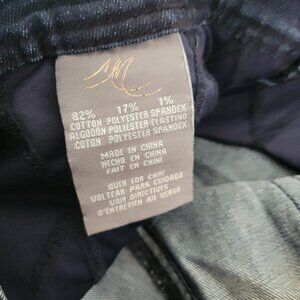 82% 17% 1%
COTTON POLYESTER SPANDEX
ALGODON POLIESTER ELASTINO
COTON POLYESTER SPANDEX
MADE IN CHINA
HECHO EN CHINA
FAIT EN CHINE
OVER FOR CARE
VOLTEAR PARA CUIDADO
VOIR DIRECTIVES
D'ENTRETIEN AU VERSO